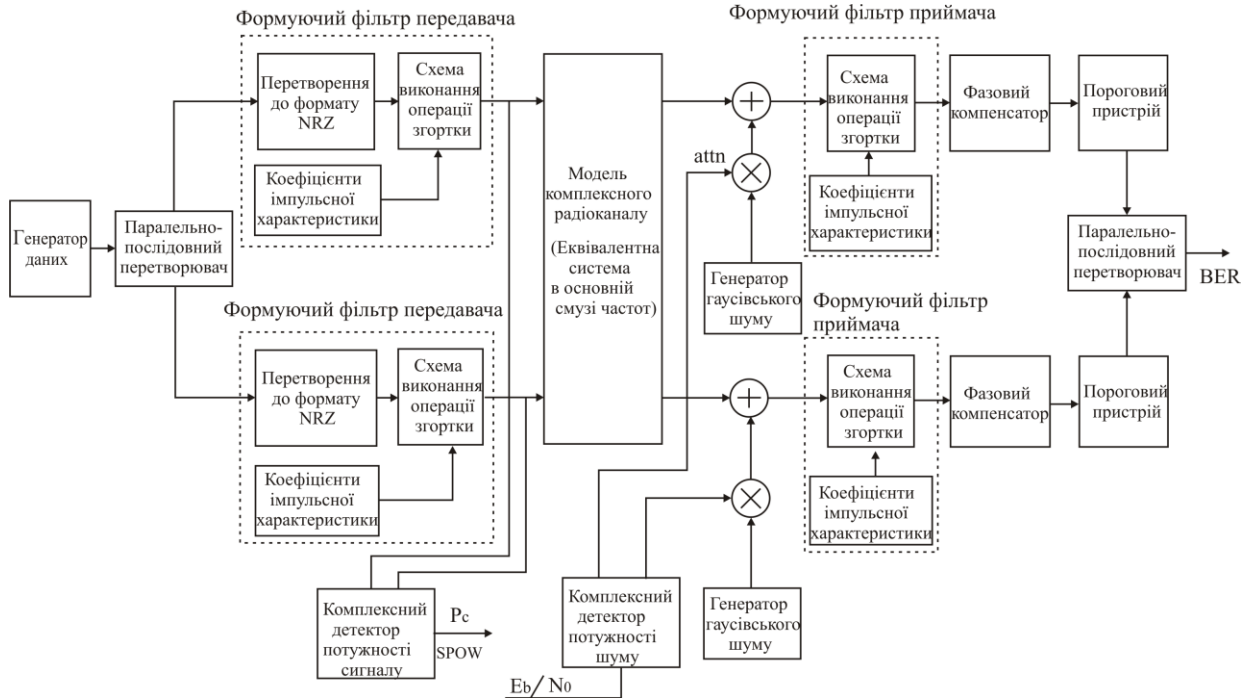 Формуючий фільтр передавача
Перетворення
до формату
NRZ
Схема
виконання
операції
згортки
Коефіцієнти
імпульсної
характеристики
Генератор
даних
Паралельно-
послідовний
перетворювач
Формуючий фільтр передавача
Перетворення
до формату
NRZ
Схема
виконання
операції
згортки
Коефіцієнти
імпульсної
характеристики
Комплексний
детектор
потужності
сигналу
Pc
SPOW
Модель
комплексного
радіоканалу
(Еквівалентна
система
в основній
смузі частот)
attn
Генератор
гаусівського
шуму
Комплексний
детектор
потужності
шуму
Eb/N0
Генератор
гаусівського
шуму
Формуючий фільтр приймача
Схема
виконання
операції
згортки
Коефіцієнти
імпульсної
характеристики
Фазовий
компенсатор
Пороговий
пристрій
Формуючий фільтр
приймача
Схема
виконання
операції
згортки
Коефіцієнти
імпульсної
характеристики
Фазовий
компенсатор
Пороговий
пристрій
Паралельно-
послідовний
перетворювач
BER